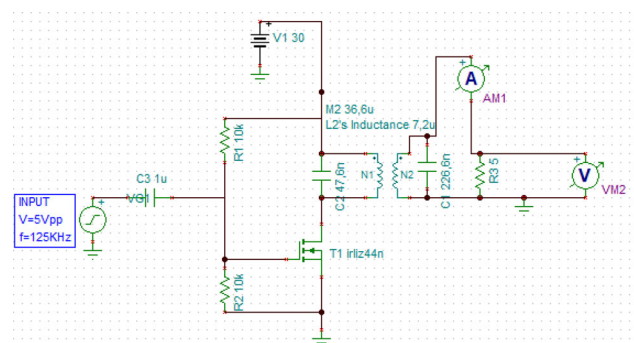 V1 30
M2 36,6u
L2's Inductance 7,2u
A
AM1
R1 10k
N1
N2
C2 47,6n
C1 226,6n
R3 5
V
VM2
C3 1u
VG1
INPUT
V=5Vpp
f=125KHz
T1 irliz44n
R2 10k